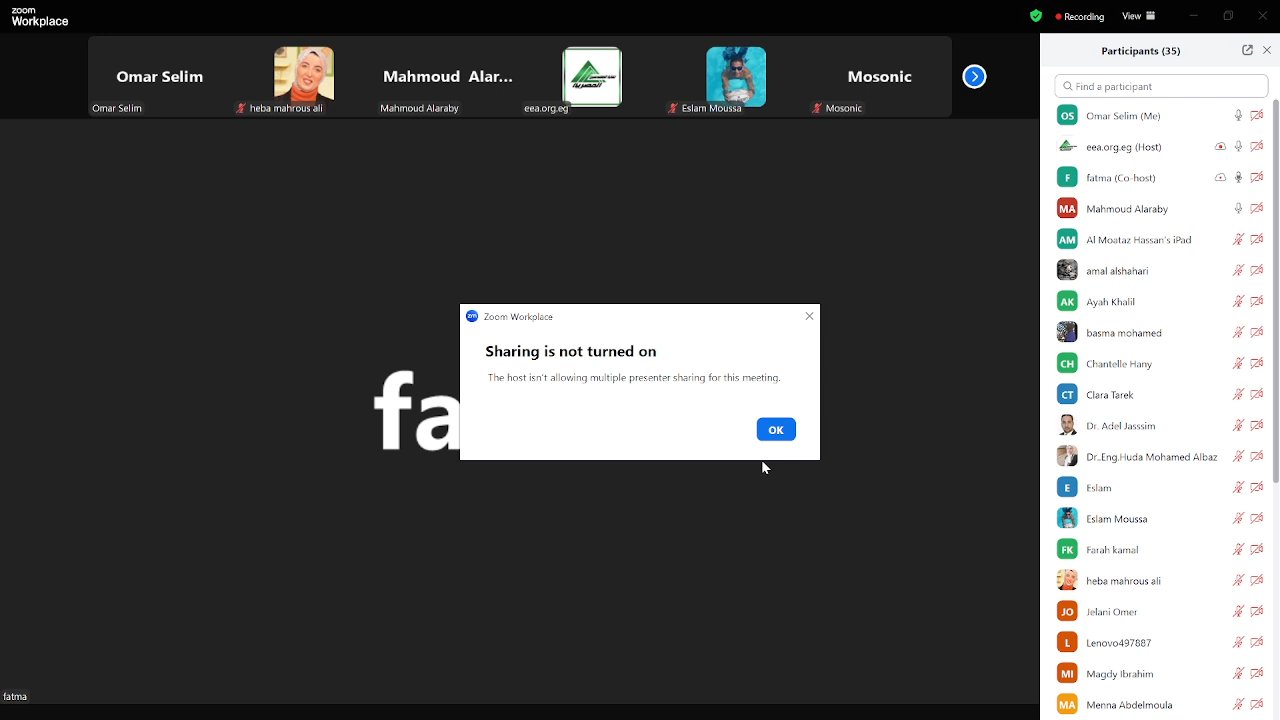 zoom
Workplace
Recording
View
Omar Selim
Mahmoud Alar...
Mosonic
Omar Selim
heba mahrous ali
Mahmoud Alaraby
eea.org.eg
Eslam Moussa
Mosonic
fa
Zoom Workplace
Sharing is not turned on
The host isn't allowing multiple presenter sharing for this meeting.
OK
fatma
Participants (35)
Find a participant
OS Omar Selim (Me)
eea.org.eg (Host)
F fatma (Co-host)
MA Mahmoud Alaraby
AM Al Moataz Hassan's iPad
amal alshahari
AK Ayah Khalil
basma mohamed
CH Chantelle Hany
CT Clara Tarek
Dr. Adel Jasssim
Dr_Eng.Huda Mohamed Albaz
E Eslam
Eslam Moussa
FK Farah kamal
heba mahrous ali
JO Jelani Omer
L Lenovo497887
MI Magdy Ibrahim
MA Menna Abdelmoula